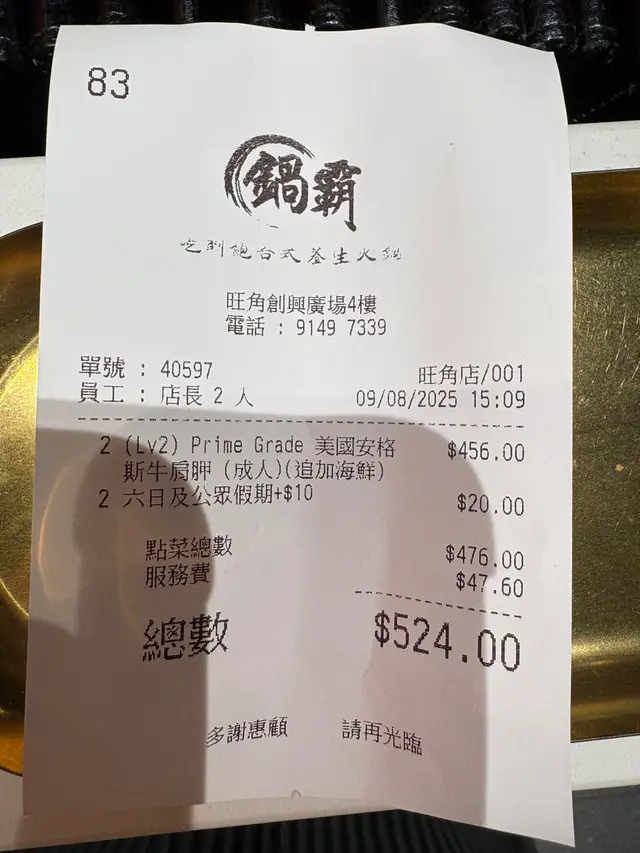 83
鍋霸
吃到飽台式養生火鍋
旺角創興廣場4樓
電話 : 9149 7339
單號 : 40597 旺角店/001
員工 : 店長 2 人 09/08/2025 15:09
2 (Lv2) Prime Grade 美國安格 $456.00
斯牛肩胛 (成人)(追加海鮮)
2 六日及公眾假期+$10 $20.00
點菜總數 $476.00
服務費 $47.60
總數 $524.00
多謝惠顧 請再光臨